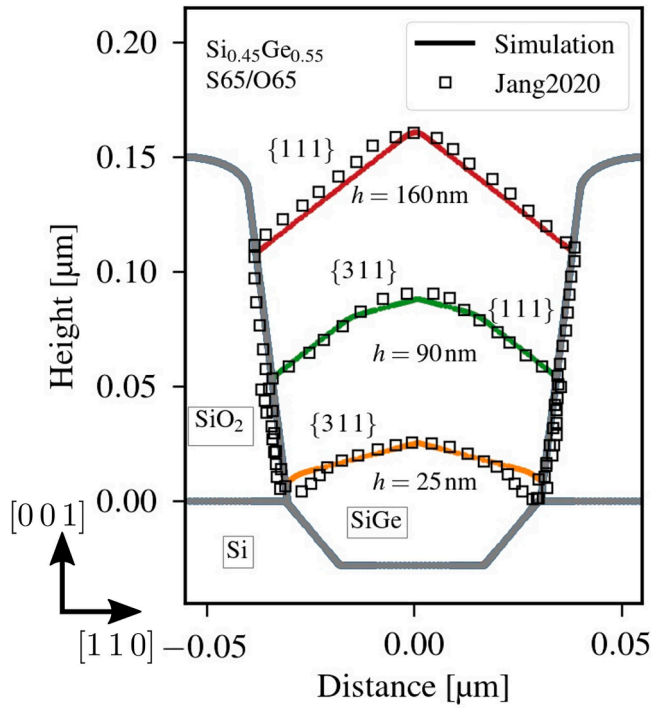 Si0.45Ge0.55
S65/O65
Simulation
Jang2020
0.20
0.15
0.10
0.05
0.00
Height [μm]
{111}
h = 160 nm
{311}
{111}
h = 90 nm
{311}
h = 25 nm
SiO2
SiGe
Si
[0 0 1]
[1 1 0]
−0.05
0.00
0.05
Distance [μm]